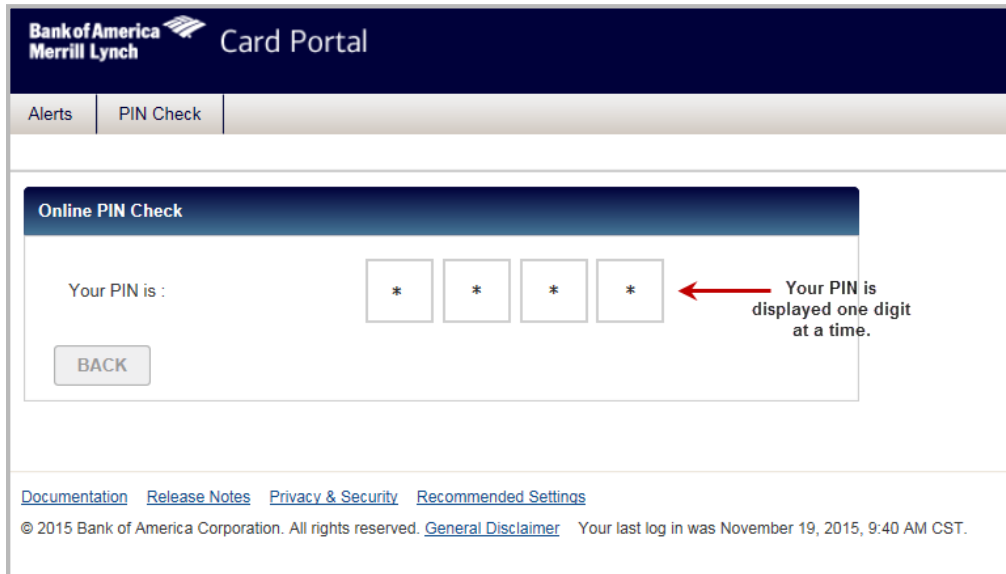 Bank of America
Merrill Lynch
Card Portal
Alerts PIN Check
Online PIN Check
Your PIN is : * * * *
Your PIN is
displayed one digit
at a time.
BACK
Documentation Release Notes Privacy & Security Recommended Settings
© 2015 Bank of America Corporation. All rights reserved. General Disclaimer Your last log in was November 19, 2015, 9:40 AM CST.